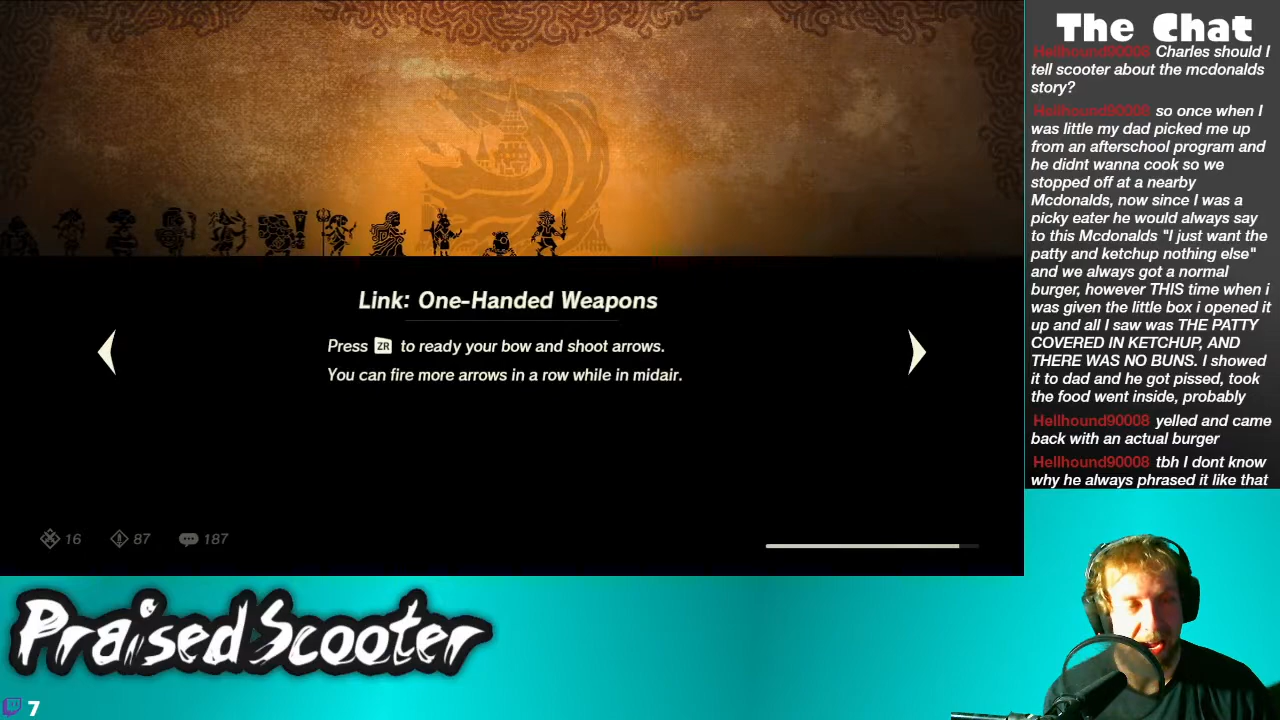 The Chat
Hellhound90008 Charles should I
tell scooter about the mcdonalds
story?
Hellhound90008 so once when I
was little my dad picked me up
from an afterschool program and
he didnt wanna cook so we
stopped off at a nearby
Mcdonalds, now since I was a
picky eater he would always say
to this Mcdonalds "I just want the
patty and ketchup nothing else"
and we always got a normal
burger, however THIS time when i
was given the little box i opened it
up and all I saw was THE PATTY
COVERED IN KETCHUP, AND
THERE WAS NO BUNS. I showed
it to dad and he got pissed, took
the food went inside, probably
Hellhound90008 yelled and came
back with an actual burger
Hellhound90008 tbh I dont know
why he always phrased it like that
Link: One-Handed Weapons
Press ZR to ready your bow and shoot arrows.
You can fire more arrows in a row while in midair.
16 87 187
PraisedScooter
7